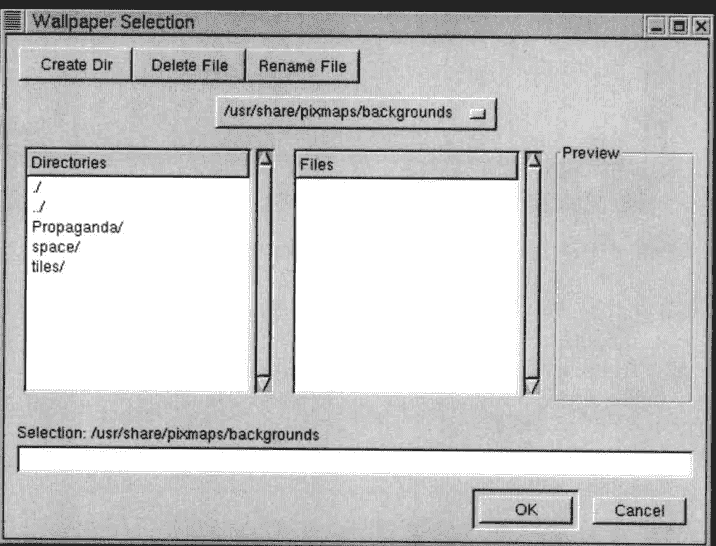 Wallpaper Selection
Create Dir Delete File Rename File
/usr/share/pixmaps/backgrounds
Directories
./
../
Propaganda/
space/
tiles/
Files
Preview
Selection: /usr/share/pixmaps/backgrounds
OK Cancel